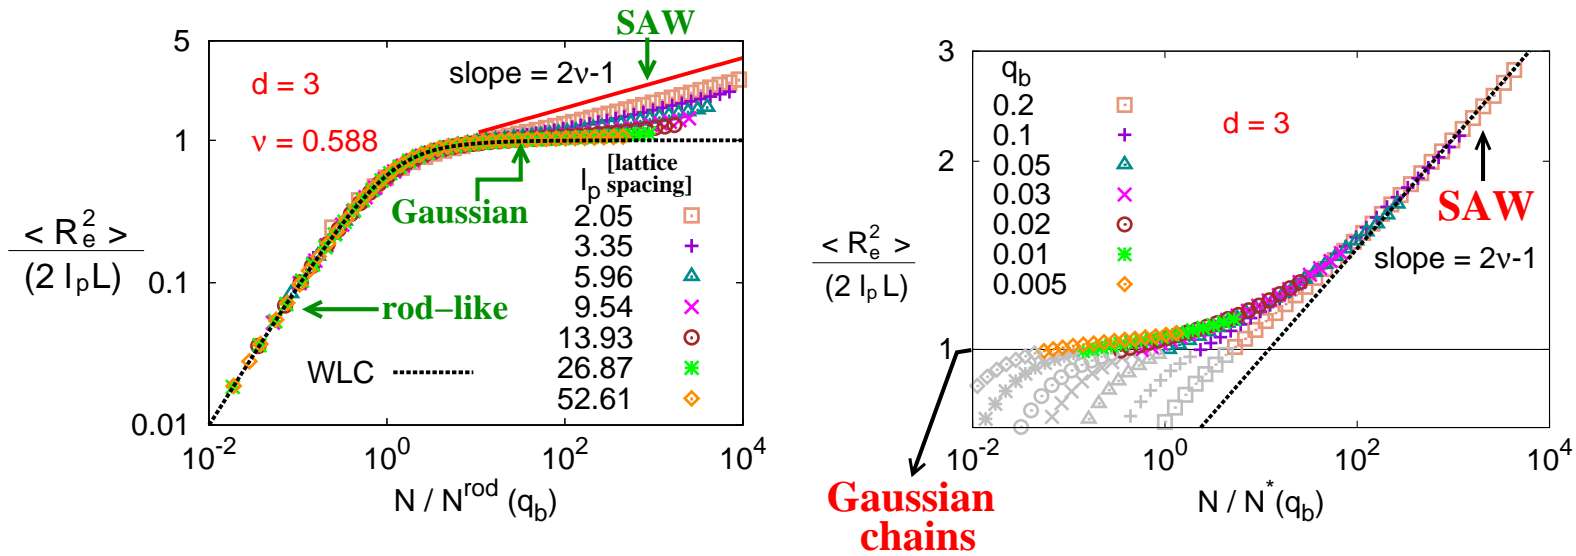 SAW
5
slope = 2ν-1
d = 3
1
ν = 0.588
[lattice
l_p spacing]
Gaussian
2.05
< R_e^2 >
3.35
(2 l_p L)
5.96
0.1
rod-like
9.54
13.93
WLC
26.87
52.61
0.01
10^-2 10^0 10^2 10^4
N / N^rod (q_b)
3
q_b
0.2
d = 3
0.1
2
0.05
0.03
SAW
0.02
< R_e^2 >
0.01
slope = 2ν-1
(2 l_p L)
0.005
1
10^-2 10^0 10^2 10^4
Gaussian
chains
N / N^* (q_b)